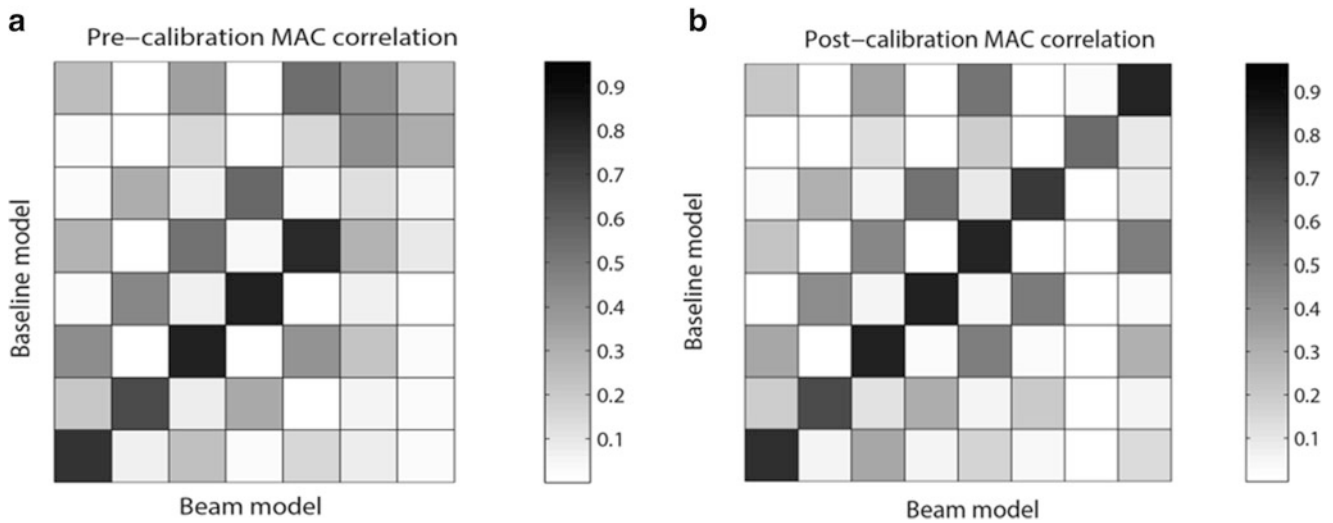 a
Pre–calibration MAC correlation
Baseline model
Beam model
0.9
0.8
0.7
0.6
0.5
0.4
0.3
0.2
0.1
b
Post–calibration MAC correlation
Baseline model
Beam model
0.9
0.8
0.7
0.6
0.5
0.4
0.3
0.2
0.1